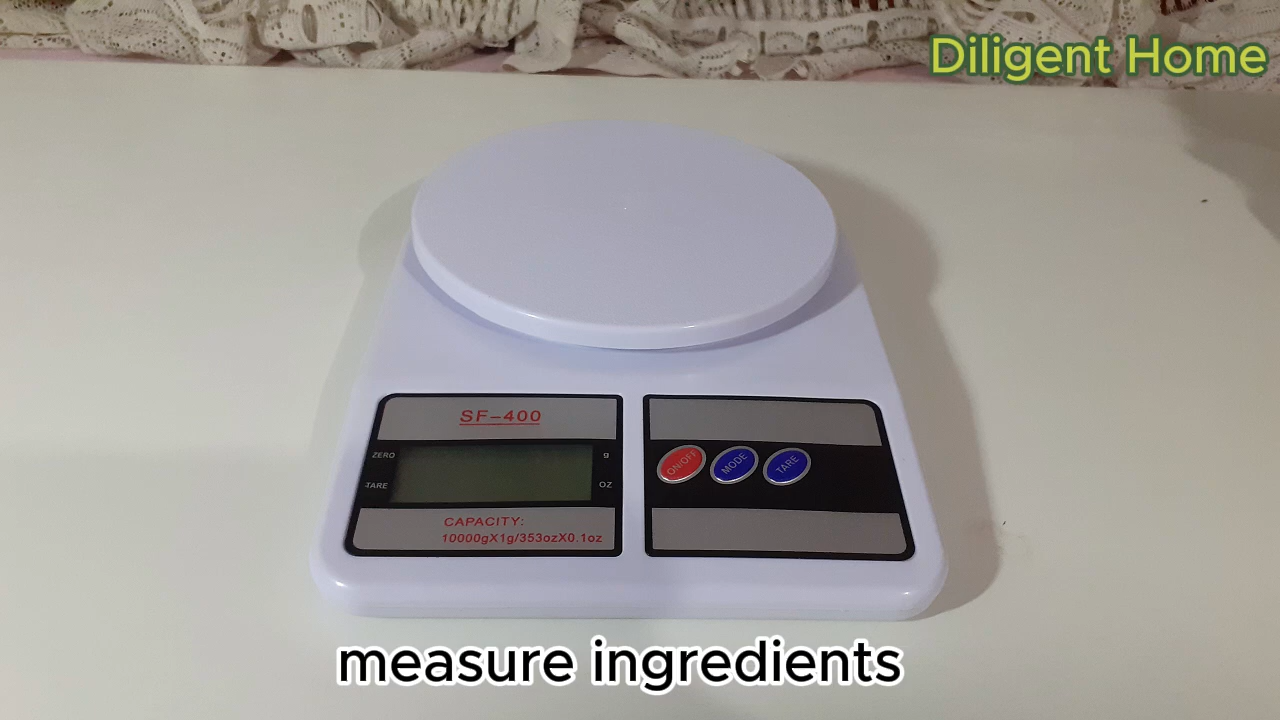 Diligent Home
SF-400
ZERO
g
TARE
OZ
CAPACITY:
10000gX1g/353ozX0.1oz
ON/OFF
MODE
TARE
measure ingredients